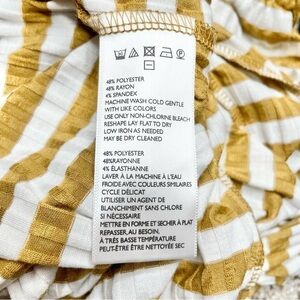 48% POLYESTER
48% RAYON
4% SPANDEX
MACHINE WASH COLD GENTLE
WITH LIKE COLORS
USE ONLY NON-CHLORINE BLEACH
RESHAPE LAY FLAT TO DRY
LOW IRON AS NEEDED
MAY BE DRY CLEANED
48% POLYESTER
48%RAYONNE
4% ÉLASTHANNE
LAVER À LA MACHINE À L'EAU
FROIDE AVEC COULEURS SIMILAIRES
CYCLE DÉLICAT
UTILISER UN AGENT DE
BLANCHIMENT SANS CHLORE
SI NÉCESSAIRE
METTRE EN FORME ET SECHER À PLAT
REPASSER, AU BESOIN,
À TRÈS BASSE TEMPÉRATURE
PEUT-ÊTRE ÊTRE NETTOYÉ SEC